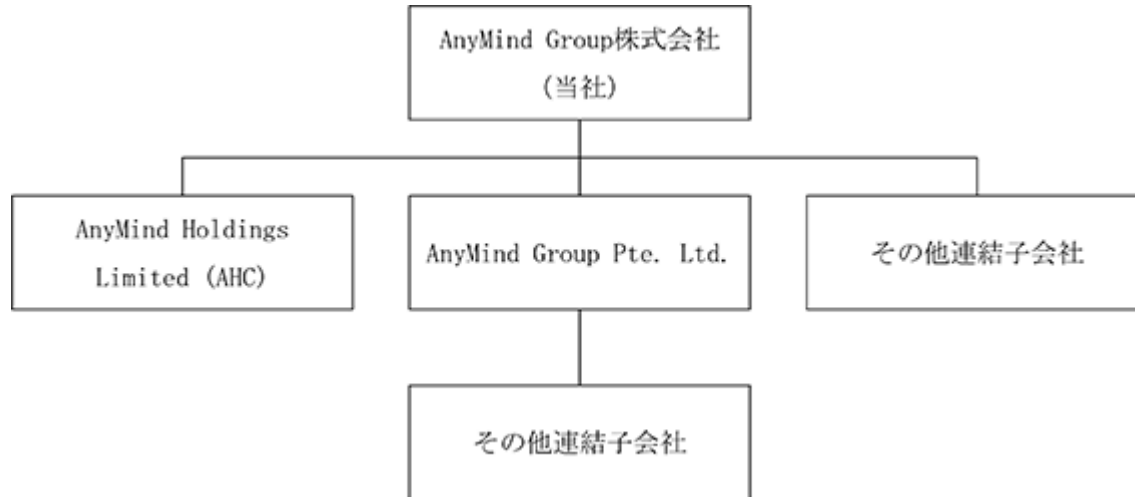 AnyMind Group株式会社
(当社)
AnyMind Holdings
Limited (AHC)
AnyMind Group Pte. Ltd.
その他連結子会社
その他連結子会社